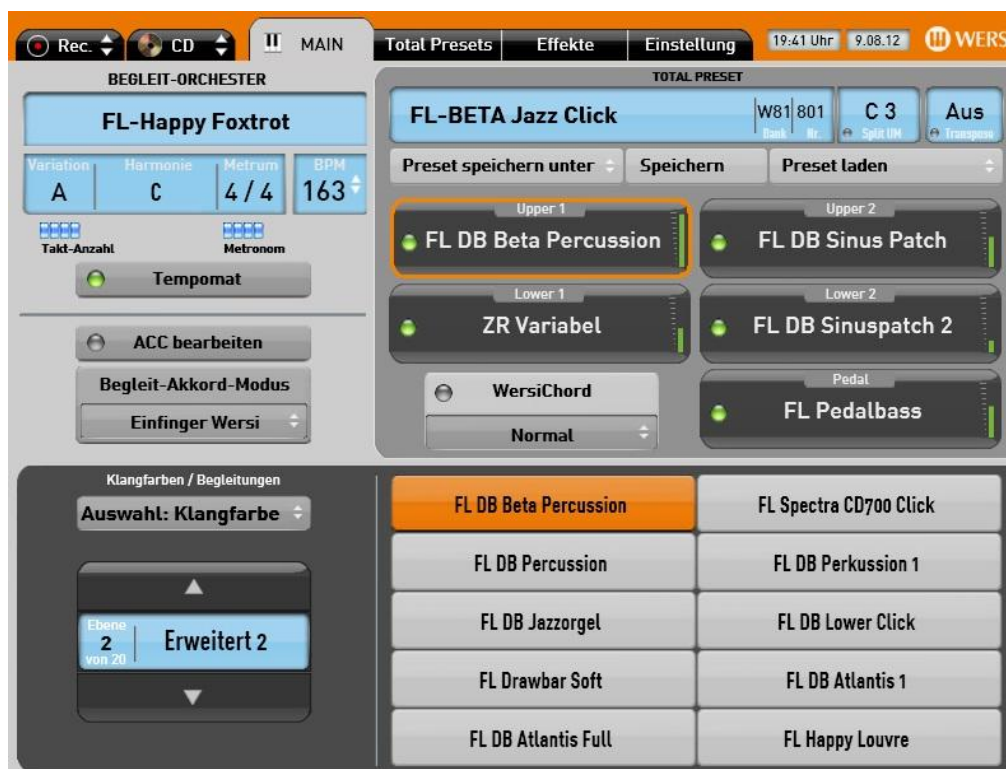 Rec.
CD
MAIN
Total Presets
Effekte
Einstellung
19:41 Uhr
9.08.12
WERS
BEGLEIT-ORCHESTER
FL-Happy Foxtrot
Variation
Harmonie
Metrum
BPM
A
C
4/4
163
Takt-Anzahl
Metronom
Tempomat
ACC bearbeiten
Begleit-Akkord-Modus
Einfinger Wersi
TOTAL PRESET
FL-BETA Jazz Click
W81
801
Bank
Nr.
C 3
Split UM
Aus
Transpose
Preset speichern unter
Speichern
Preset laden
Upper 1
FL DB Beta Percussion
Upper 2
FL DB Sinus Patch
Lower 1
ZR Variabel
Lower 2
FL DB Sinuspatch 2
WersiChord
Normal
Pedal
FL Pedalbass
Klangfarben / Begleitungen
Auswahl: Klangfarbe
Ebene
2
von 20
Erweitert 2
FL DB Beta Percussion
FL Spectra CD700 Click
FL DB Percussion
FL DB Perkussion 1
FL DB Jazzorgel
FL DB Lower Click
FL Drawbar Soft
FL DB Atlantis 1
FL DB Atlantis Full
FL Happy Louvre